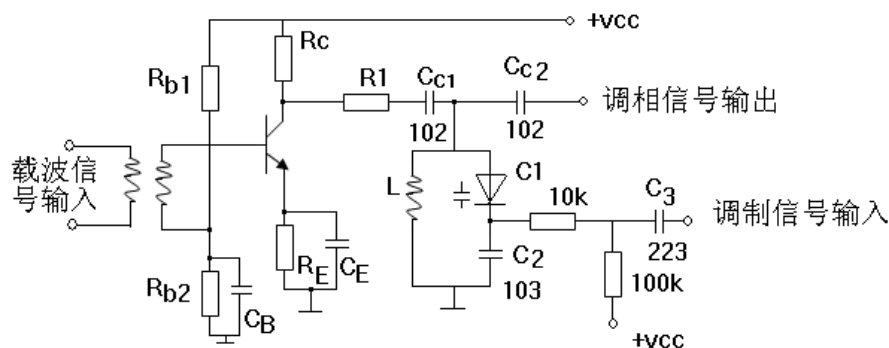 +vcc
Rc
Rb1
R1
Cc1
Cc2
调相信号输出
102
102
载波信
号输入
L
C1
10k
C3
调制信号输入
223
RE
CE
C2
103
100k
Rb2
CB
+vcc